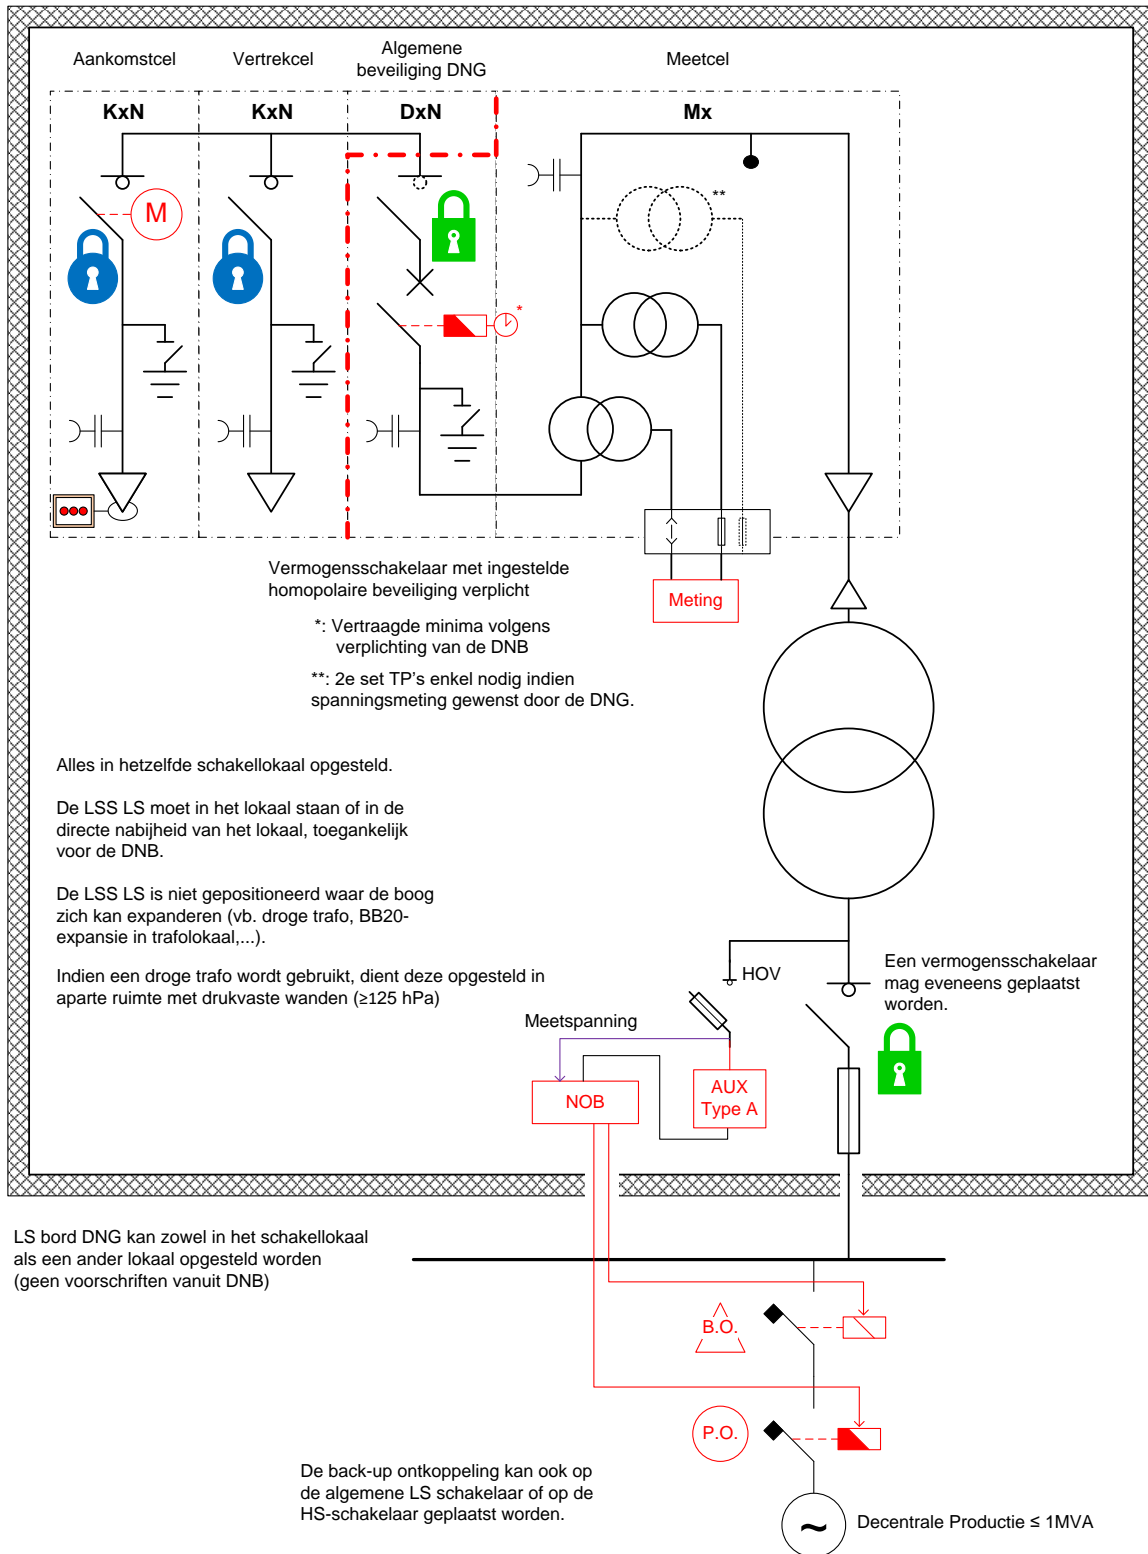 Aankomstcel
Vertrekcel
Algemene
beveiliging DNG
Meetcel
KxN
KxN
DxN
Mx
M
**
*
Vermogensschakelaar met ingestelde
homopolaire beveiliging verplicht
Meting
*: Vertraagde minima volgens
verplichting van de DNB
**: 2e set TP's enkel nodig indien
spanningsmeting gewenst door de DNG.
Alles in hetzelfde schakellokaal opgesteld.
De LSS LS moet in het lokaal staan of in de
directe nabijheid van het lokaal, toegankelijk
voor de DNB.
De LSS LS is niet gepositioneerd waar de boog
zich kan expanderen (vb. droge trafo, BB20-
expansie in trafolokaal,...).
Indien een droge trafo wordt gebruikt, dient deze opgesteld in
aparte ruimte met drukvaste wanden (≥125 hPa)
HOV
Een vermogensschakelaar
mag eveneens geplaatst
worden.
Meetspanning
NOB
AUX
Type A
LS bord DNG kan zowel in het schakellokaal
als een ander lokaal opgesteld worden
(geen voorschriften vanuit DNB)
B.O.
P.O.
De back-up ontkoppeling kan ook op
de algemene LS schakelaar of op de
HS-schakelaar geplaatst worden.
~
Decentrale Productie ≤ 1MVA